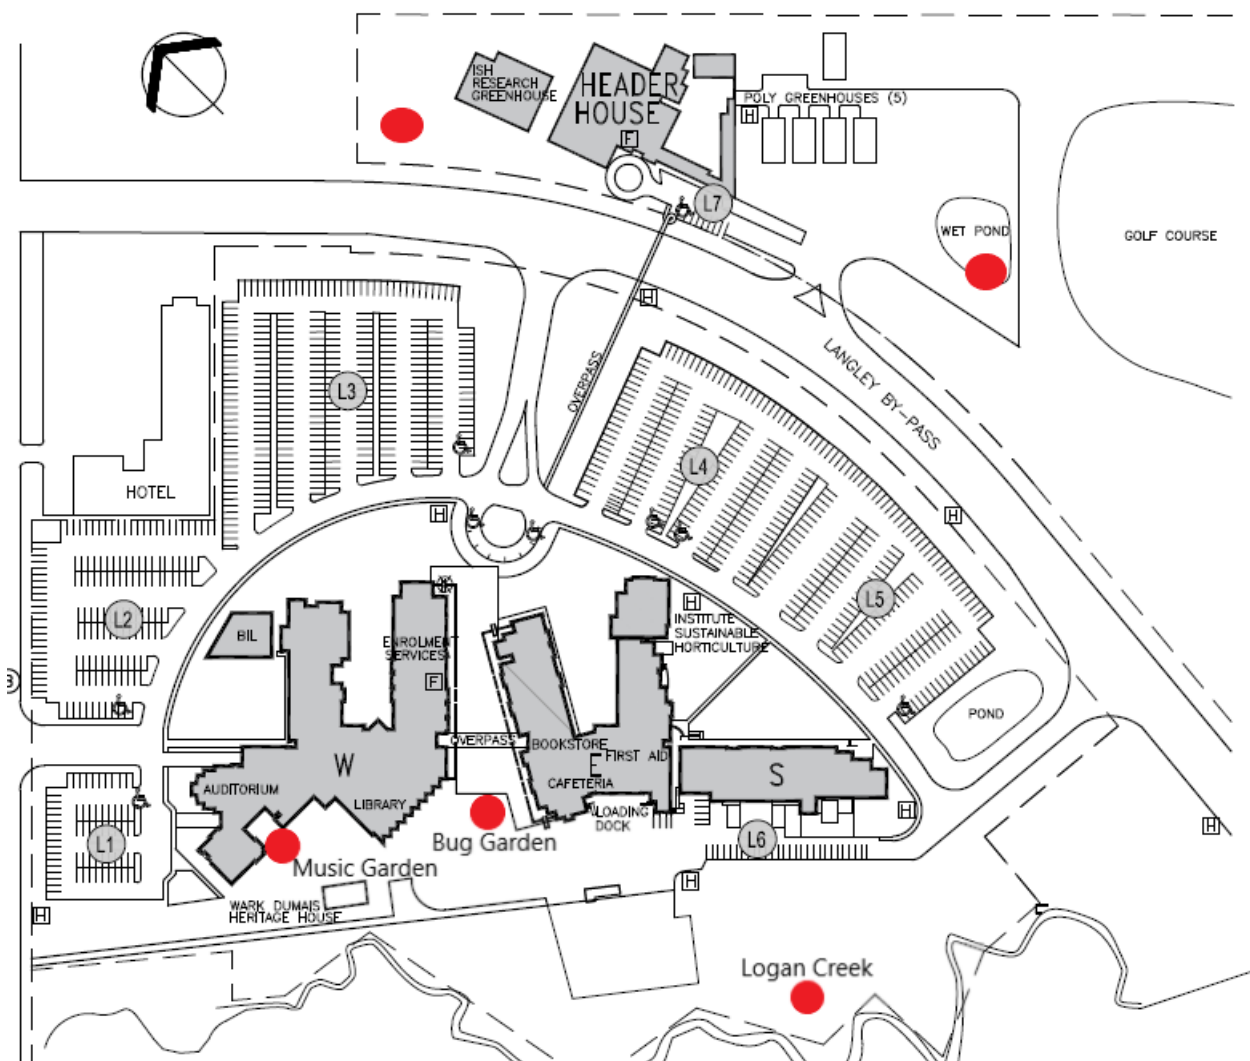 ISH
RESEARCH
GREENHOUSE
HEADER
HOUSE
F
POLY GREENHOUSES (5)
H
L7
WET POND
GOLF COURSE
H
OVERPASS
LANGLEY BY-PASS
L3
L4
HOTEL
H
H
L2
L5
BIL
H
ENROLMENT
SERVICES
F
INSTITUTE
SUSTAINABLE
HORTICULTURE
POND
OVERPASS
BOOKSTORE
FIRST AID
E
CAFETERIA
W
S
AUDITORIUM
LIBRARY
LOADING
DOCK
H
H
L1
L6
Bug Garden
Music Garden
H
WARK DUMAIS
HERITAGE HOUSE
H
Logan Creek